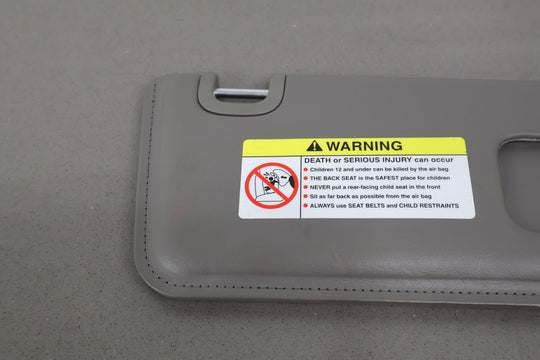 WARNING
DEATH or SERIOUS INJURY can occur
Children 12 and under can be killed by the air bag
THE BACK SEAT is the SAFEST place for children
NEVER put a rear-facing child seat in the front
Sit as far back as possible from the air bag
ALWAYS use SEAT BELTS and CHILD RESTRAINTS